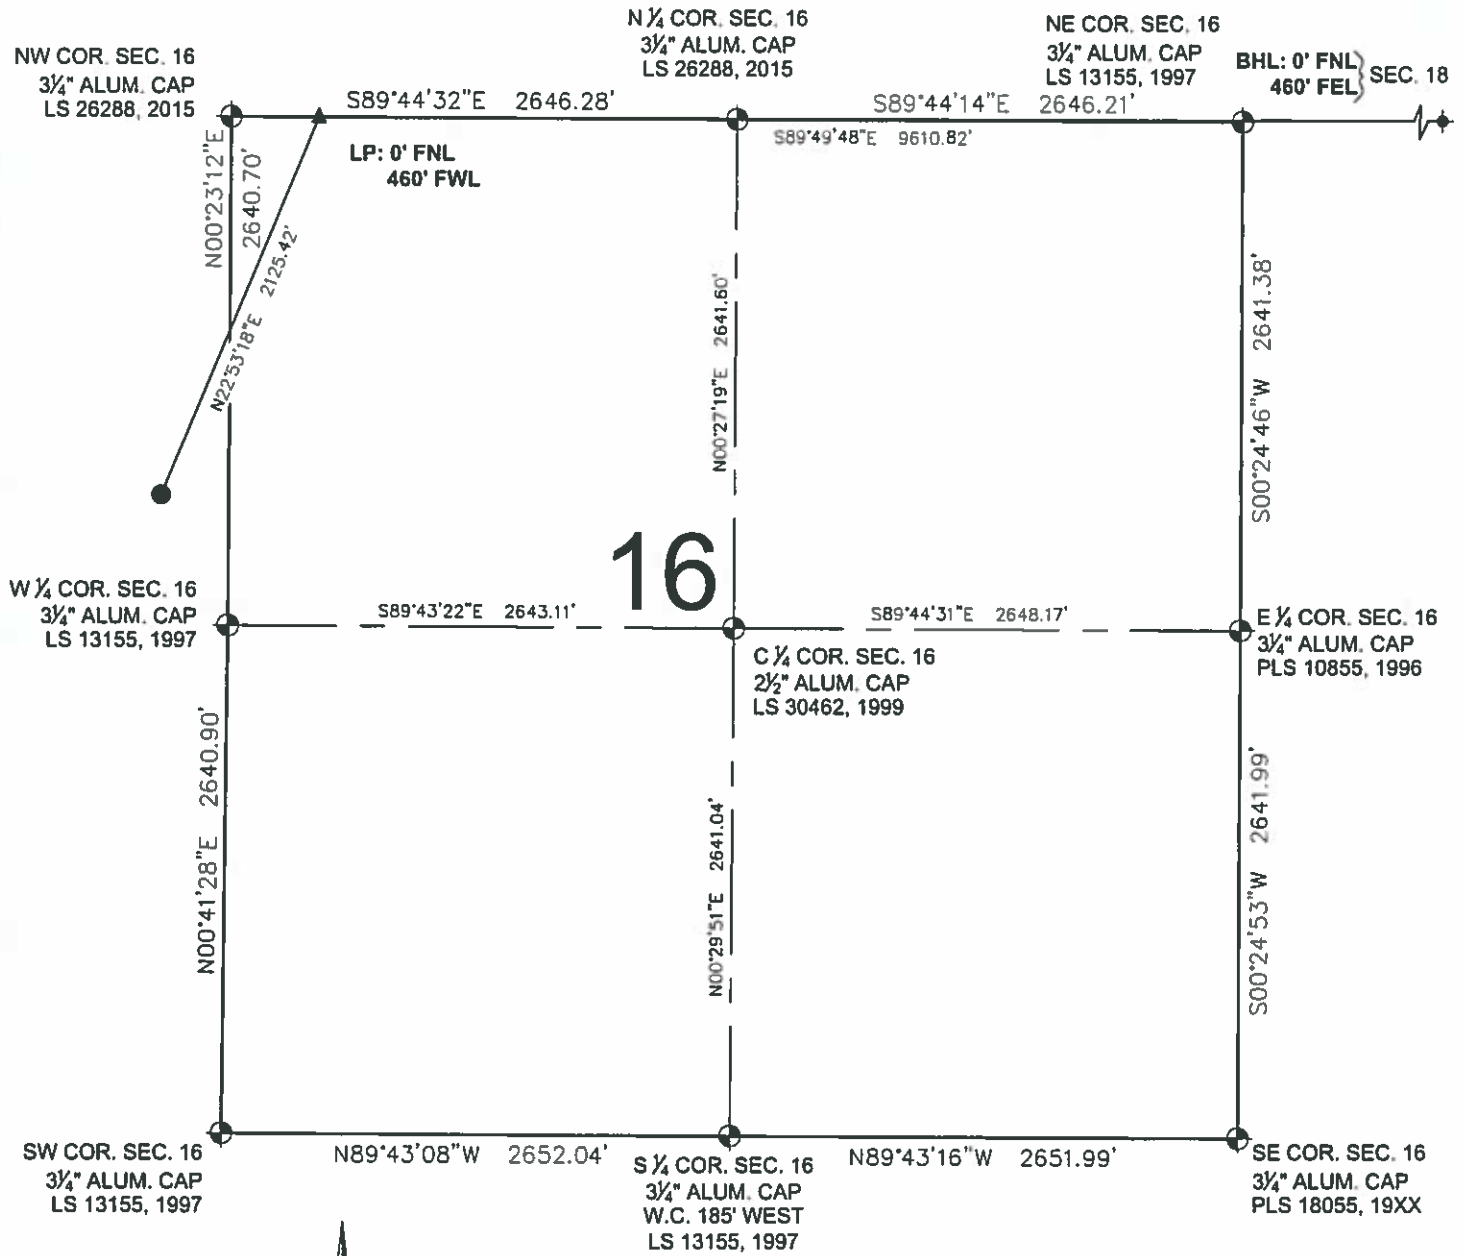 N ¼ COR. SEC. 16
3¼" ALUM. CAP
LS 26288, 2015
NE COR. SEC. 16
3¼" ALUM. CAP
LS 13155, 1997
NW COR. SEC. 16
3¼" ALUM. CAP
LS 26288, 2015
BHL: 0' FNL
460' FEL
SEC. 18
S89°44'32"E 2646.28'
S89°44'14"E 2646.21'
S89°49'48"E 9610.82'
LP: 0' FNL
460' FWL
N00°23'12"E
2640.70'
N22°53'18"E 2125.42'
N00°27'19"E 2641.60'
S00°24'46"W 2641.38'
16
W ¼ COR. SEC. 16
3¼" ALUM. CAP
LS 13155, 1997
S89°43'22"E 2643.11'
S89°44'31"E 2648.17'
E ¼ COR. SEC. 16
3¼" ALUM. CAP
PLS 10855, 1996
C ¼ COR. SEC. 16
2½" ALUM. CAP
LS 30462, 1999
N00°41'28"E 2640.90'
N00°29'51"E 2641.04'
S00°24'53"W 2641.99'
SW COR. SEC. 16
3¼" ALUM. CAP
LS 13155, 1997
N89°43'08"W 2652.04'
S ¼ COR. SEC. 16
3¼" ALUM. CAP
W.C. 185' WEST
LS 13155, 1997
N89°43'16"W 2651.99'
SE COR. SEC. 16
3¼" ALUM. CAP
PLS 18055, 19XX